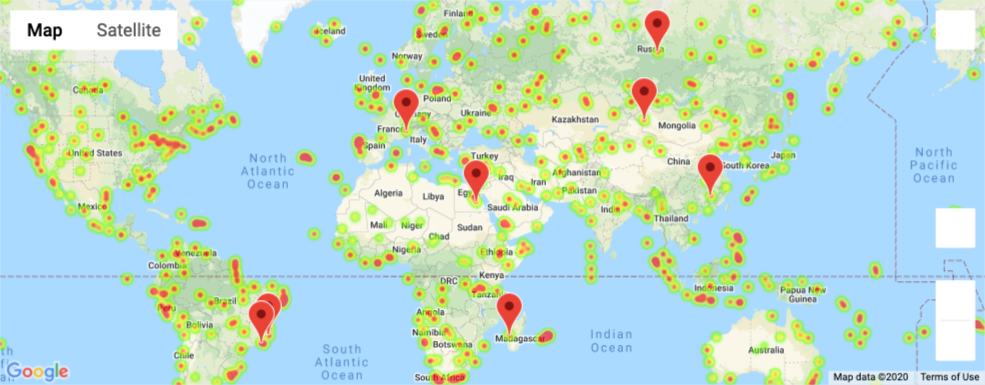 Map Satellite
Iceland
Finland
Sweden
Norway
Russia
United
Kingdom
Poland
Canada
Ukraine
Kazakhstan
Mongolia
France
Italy
Spain
United States
North
Atlantic
Ocean
Turkey
China
South Korea
Japan
North
Pacific
Ocean
Iraq
Iran
Afghanistan
Pakistan
Algeria
Libya
Saudi Arabia
India
Mexico
Mali
Niger
Sudan
Thailand
Chad
Nigeria
Ethiopia
Venezuela
Colombia
DRC
Kenya
Indonesia
Papua New
Guinea
Tanzania
Brazil
Peru
Angola
Bolivia
Namibia
Madagascar
Botswana
Indian
Ocean
South
Atlantic
Ocean
Chile
Australia
South Africa
Google
Map data ©2020 Terms of Use